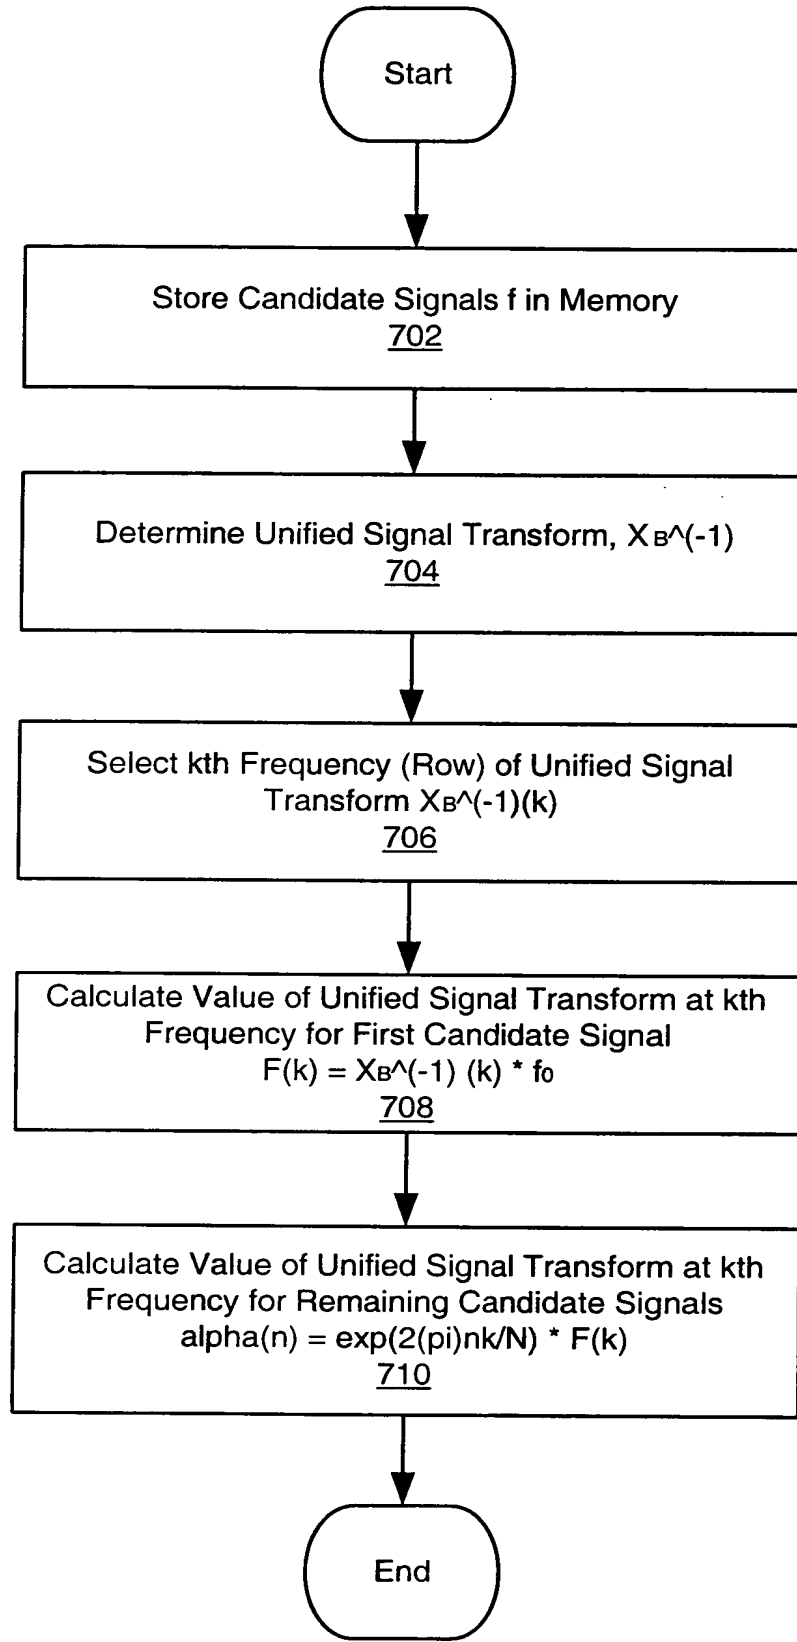 Start
Store Candidate Signals f in Memory
702
Determine Unified Signal Transform, XB^(-1)
704
Select kth Frequency (Row) of Unified Signal
Transform XB^(-1)(k)
706
Calculate Value of Unified Signal Transform at kth
Frequency for First Candidate Signal
F(k) = XB^(-1) (k) * f0
708
Calculate Value of Unified Signal Transform at kth
Frequency for Remaining Candidate Signals
alpha(n) = exp(2(pi)nk/N) * F(k)
710
End